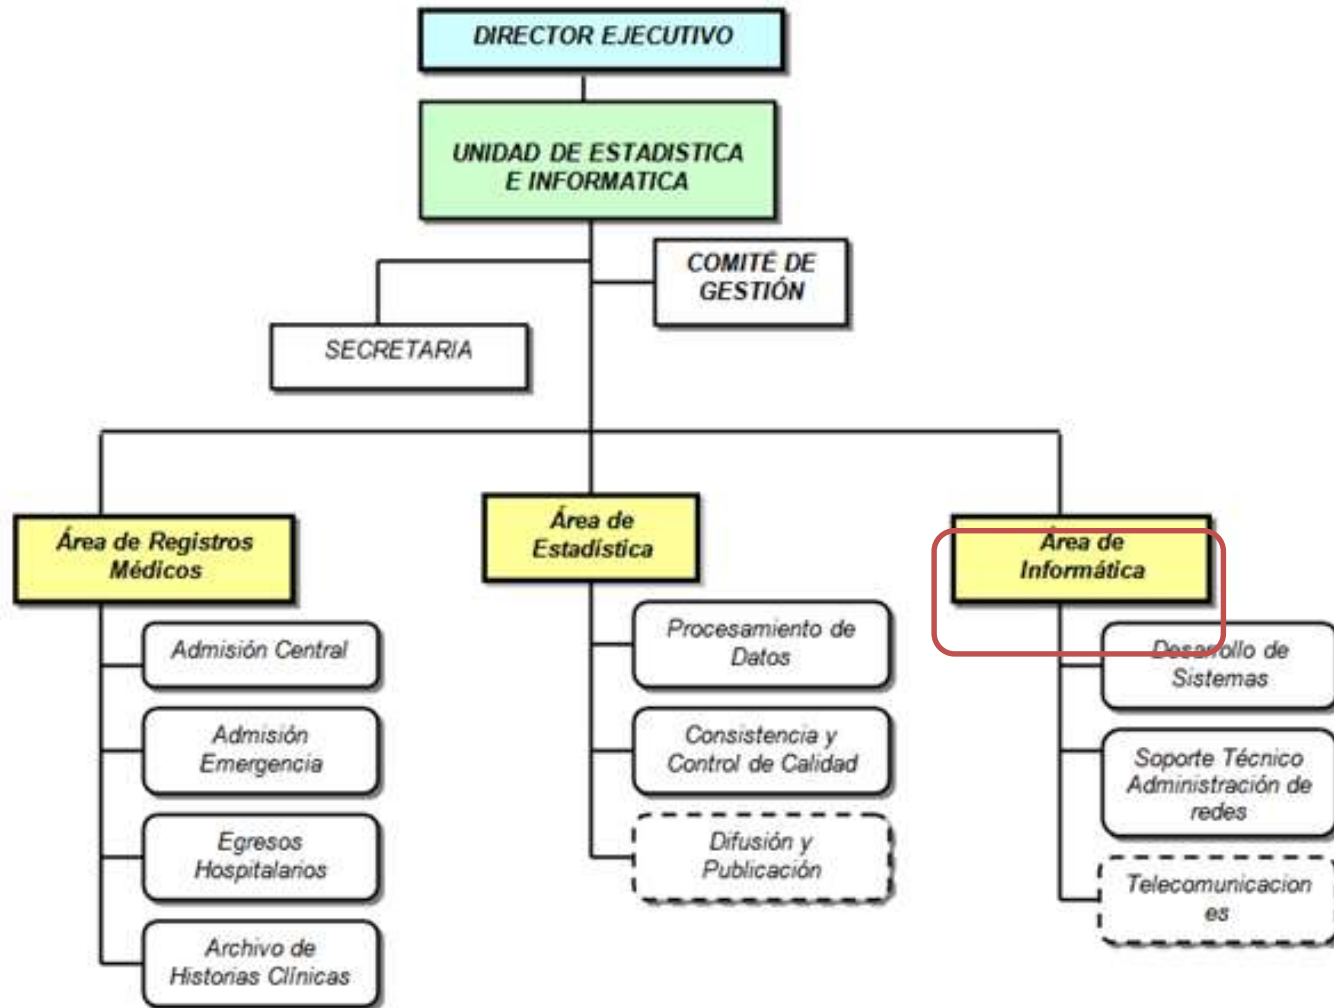 DIRECTOR EJECUTIVO
UNIDAD DE ESTADISTICA
E INFORMATICA
COMITÉ DE
GESTIÓN
SECRETARIA
Área de Registros
Médicos
Admisión Central
Admisión
Emergencia
Egresos
Hospitalarios
Archivo de
Historias Clínicas
Área de
Estadística
Procesamiento de
Datos
Consistencia y
Control de Calidad
Difusión y
Publicación
Área de
Informática
Desarrollo de
Sistemas
Soporte Técnico
Administración de
redes
Telecomunicacion
es